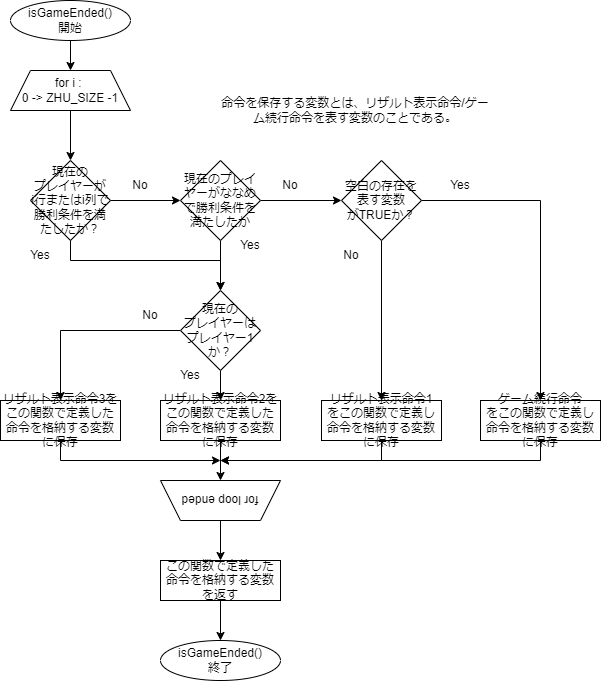 isGameEnded()
開始
for i :
0 -> ZHU_SIZE -1
命令を保存する変数とは、リザルト表示命令/ゲー
ム続行命令を表す変数のことである。
現在の
プレイヤーが
i行またはi列で
勝利条件を満
たしたか？
No
現在のプレイ
ヤーがななめ
で勝利条件を
満たしたか
No
空白の存在を
表す変数
がTRUEか？
Yes
Yes
Yes
No
現在の
プレイヤーは
プレイヤー1
か？
No
Yes
リザルト表示命令3を
この関数で定義した
命令を格納する変数
に保存
リザルト表示命令2を
この関数で定義した
命令を格納する変数
に保存
リザルト表示命令1
をこの関数で定義し
命令を格納する変数
に保存
ゲーム続行命令
をこの関数で定義し
命令を格納する変数
に保存
for loop ended
この関数で定義した
命令を格納する変数
を返す
isGameEnded()
終了